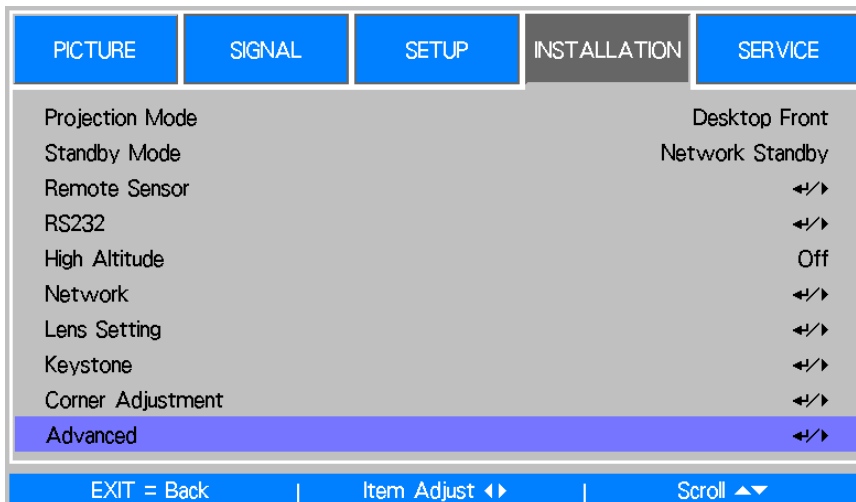 PICTURE SIGNAL SETUP INSTALLATION SERVICE
Projection Mode Desktop Front
Standby Mode Network Standby
Remote Sensor ↵/▶
RS232 ↵/▶
High Altitude Off
Network ↵/▶
Lens Setting ↵/▶
Keystone ↵/▶
Corner Adjustment ↵/▶
Advanced ↵/▶
EXIT = Back | Item Adjust ◀▶ | Scroll ▲▼